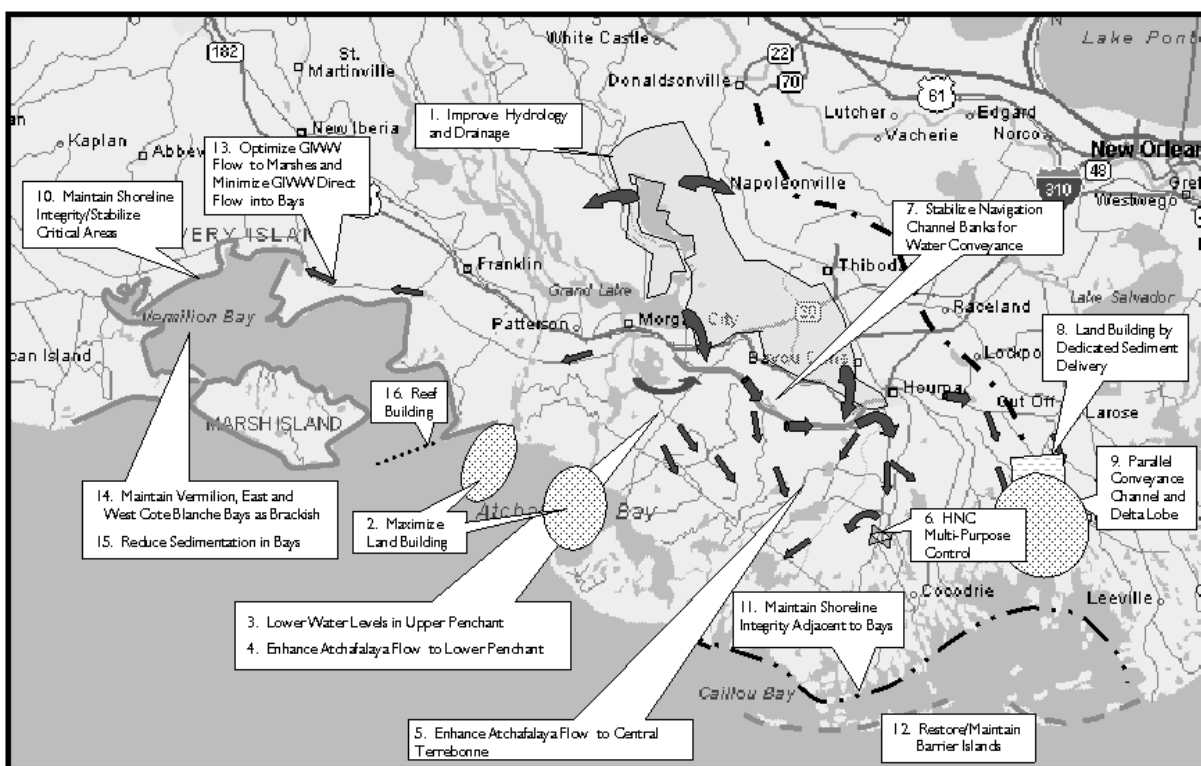 182
St.
Martinville
White Castle
Donaldsonville
22
70
61
Lake
Lutcher
Edgard
Vacherie
Norco
New
48
310
Westwego
Kaplan
New Iberia
1. Improve Hydrology
and Drainage
13. Optimize GIWW
Flow to Marshes and
Minimize GIWW Direct
Flow into Bays
10. Maintain Shoreline
Integrity/Stabilize
Critical Areas
Napoleonville
7. Stabilize Navigation
Channel Banks for
Water Conveyance
Franklin
Grand Lake
Patterson
City
Raceland
Lake Salvador
Vermilion Bay
Island
8. Land Building by
Dedicated Sediment
Delivery
Houma
Cut Off
Larose
16. Reef
Building
MARSH ISLAND
9. Parallel
Conveyance
Channel and
Delta Lobe
14. Maintain Vermilion, East and
West Cote Blanche Bays as Brackish
15. Reduce Sedimentation in Bays
2. Maximize
Land Building
Bay
6. HNC
Multi-Purpose
Control
Cocodrie
Leeville
3. Lower Water Levels in Upper Penchant
4. Enhance Atchafalaya Flow to Lower Penchant
11. Maintain Shoreline
Integrity Adjacent to Bays
Caillou Bay
5. Enhance Atchafalaya Flow to Central
Terrebonne
12. Restore/Maintain
Barrier Islands